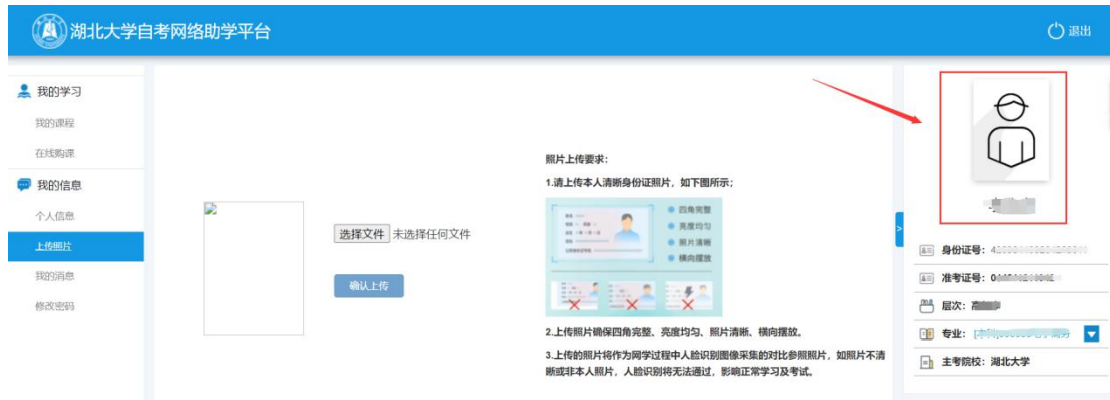 湖北大学自考网络助学平台
退出
我的学习
我的课程
在线购课
我的信息
个人信息
上传照片
我的消息
修改密码
选择文件 未选择任何文件
确认上传
照片上传要求：
1.请上传本人清晰身份证照片，如下图所示；
四角完整
亮度均匀
照片清晰
横向摆放
2.上传照片确保四角完整、亮度均匀、照片清晰、横向摆放。
3.上传的照片将作为网学过程中人脸识别图像采集的对比参照照片，如照片不清
晰或非本人照片，人脸识别将无法通过，影响正常学习及考试。
>
身份证号：
准考证号：
层次：
专业：
主考院校：湖北大学